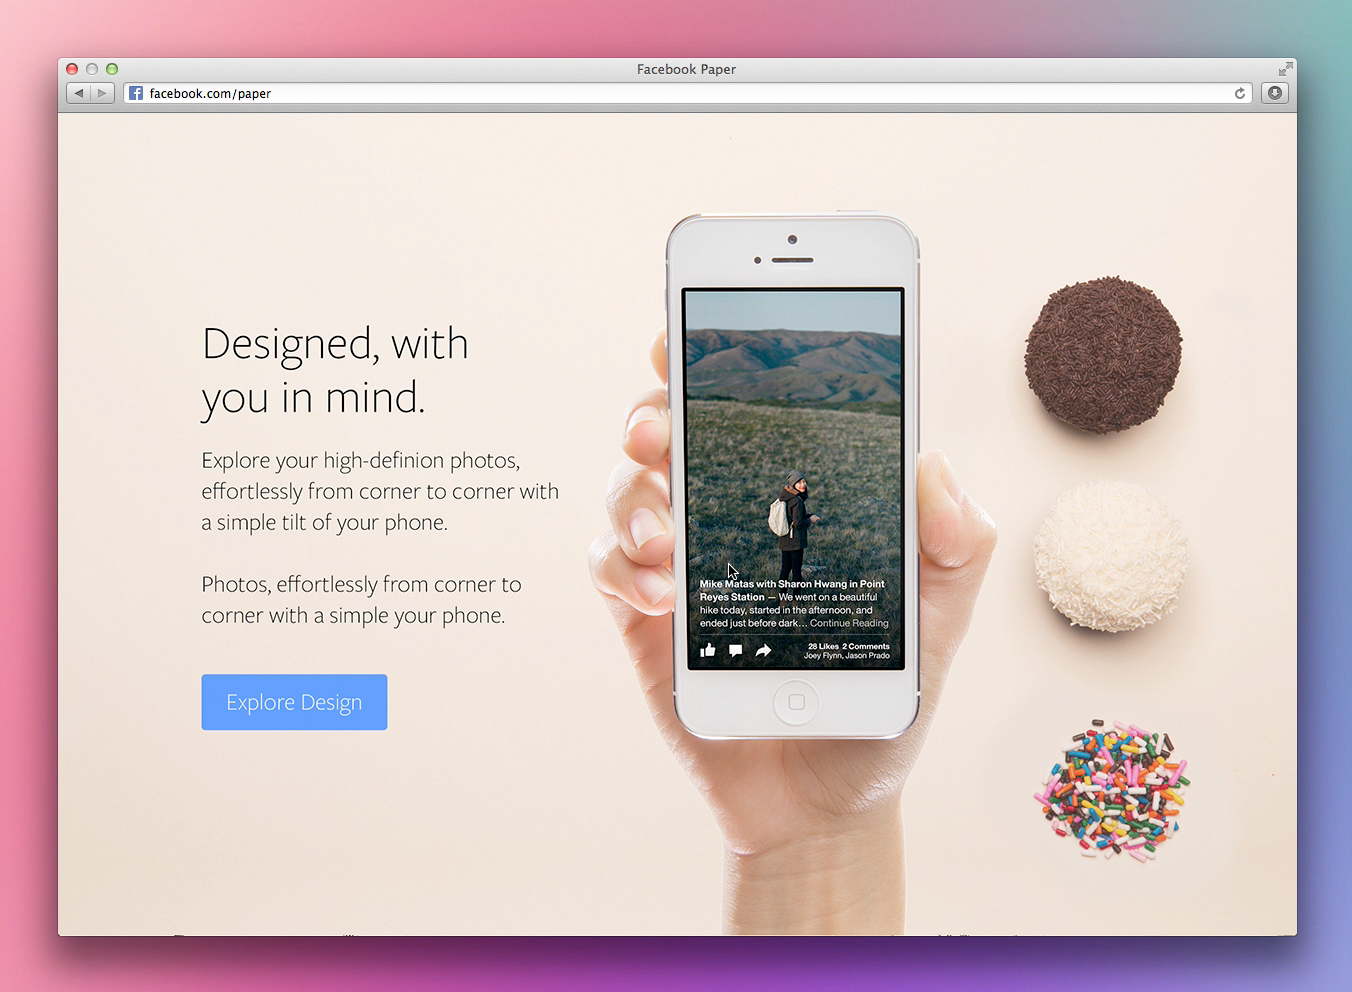 Facebook Paper
facebook.com/paper
Designed, with
you in mind.
Explore your high-definion photos,
effortlessly from corner to corner with
a simple tilt of your phone.
Photos, effortlessly from corner to
corner with a simple your phone.
Explore Design
Mike Matas with Sharon Hwang in Point
Reyes Station — We went on a beautiful
hike today, started in the afternoon, and
ended just before dark... Continue Reading
28 Likes 2 Comments
Joey Flynn, Jason Prado